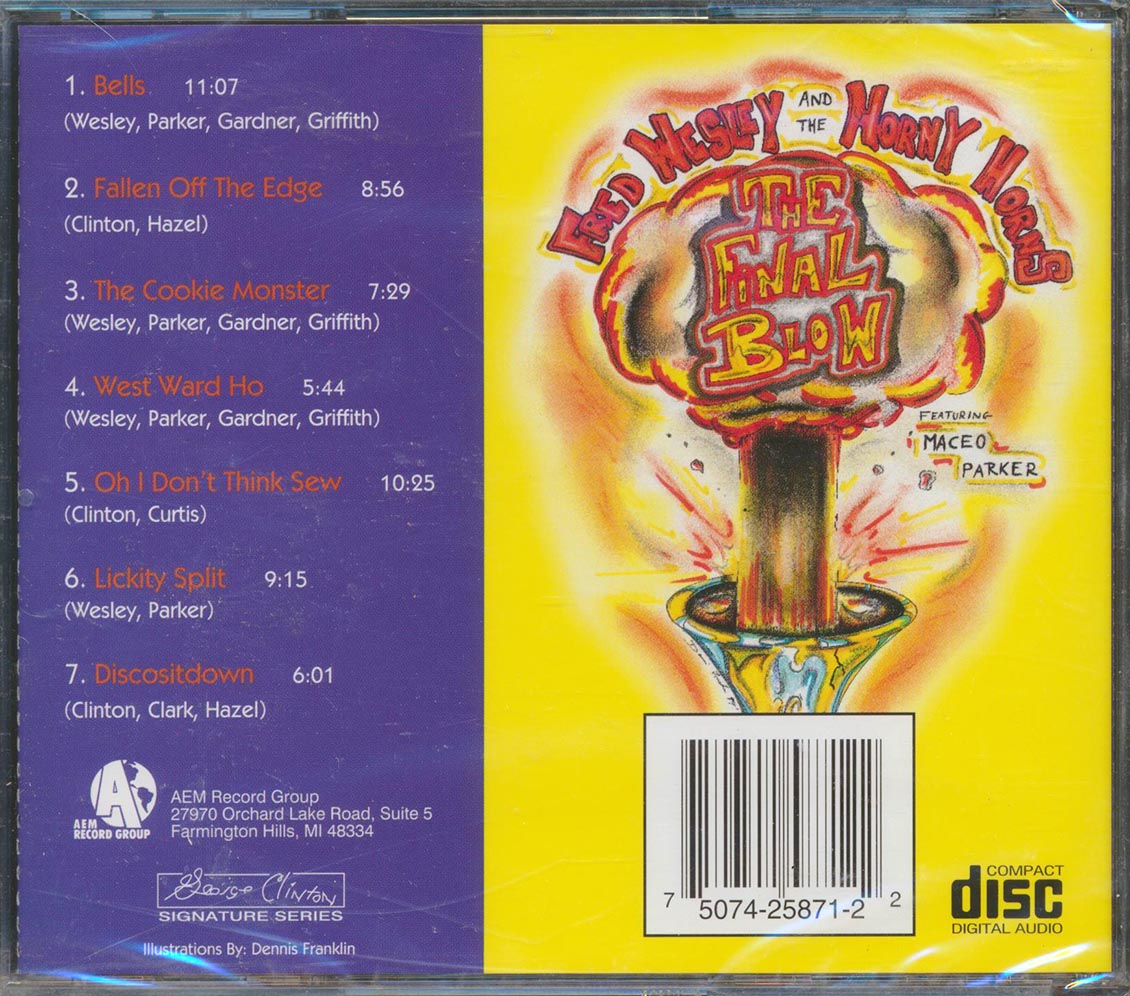 1. Bells 11:07
(Wesley, Parker, Gardner, Griffith)
2. Fallen Off The Edge 8:56
(Clinton, Hazel)
3. The Cookie Monster 7:29
(Wesley, Parker, Gardner, Griffith)
4. West Ward Ho 5:44
(Wesley, Parker, Gardner, Griffith)
5. Oh I Don't Think Sew 10:25
(Clinton, Curtis)
6. Lickity Split 9:15
(Wesley, Parker)
7. Discositdown 6:01
(Clinton, Clark, Hazel)
AEM
RECORD GROUP
AEM Record Group
27970 Orchard Lake Road, Suite 5
Farmington Hills, MI 48334
George Clinton
SIGNATURE SERIES
Illustrations By: Dennis Franklin
FRED WESLEY AND THE HORNY HORNS
THE
FINAL
BLOW
FEATURING
MACEO
PARKER
7 5074-25871-2 2
COMPACT
disc
DIGITAL AUDIO